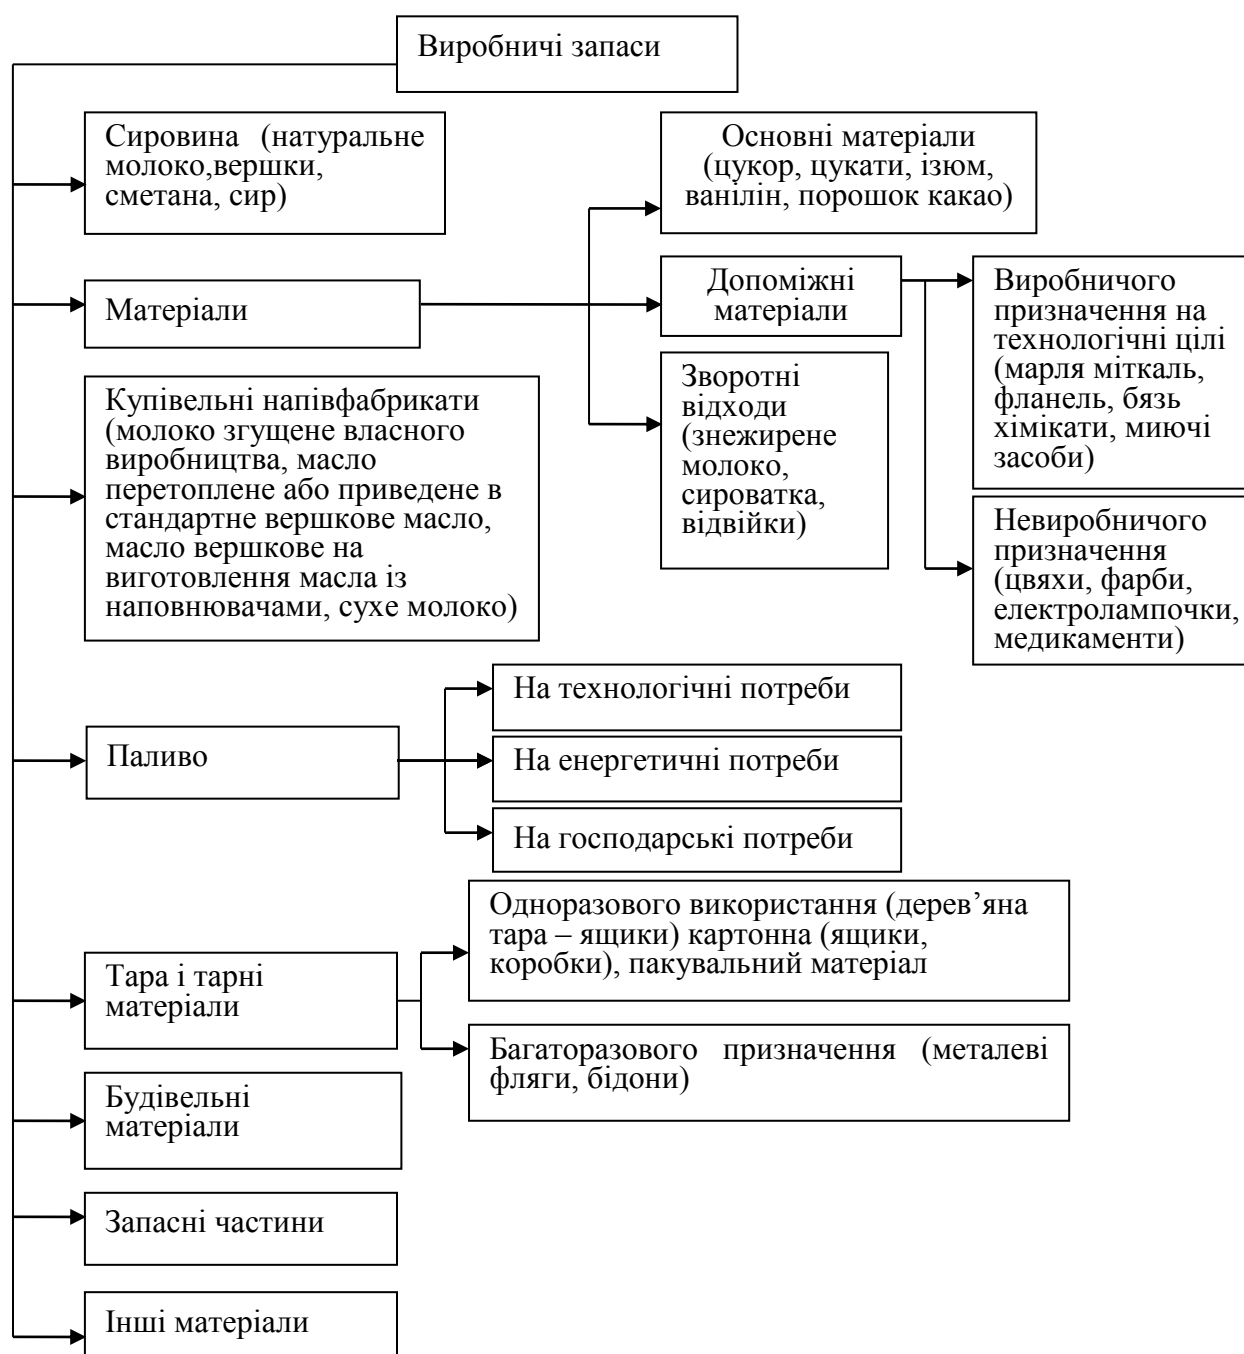 Виробничі запаси
Сировина (натуральне
молоко,вершки,
сметана, сир)
Основні матеріали
(цукор, цукати, ізюм,
ванілін, порошок какао)
Матеріали
Допоміжні
матеріали
Виробничого
призначення на
технологічні цілі
(марля міткаль,
фланель, бязь
хімікати, миючі
засоби)
Зворотні
відходи
(знежирене
молоко,
сироватка,
відвійки)
Купівельні напівфабрикати
(молоко згущене власного
виробництва, масло
перетоплене або приведене в
стандартне вершкове масло,
масло вершкове на
виготовлення масла із
наповнювачами, сухе молоко)
Невиробничого
призначення
(цвяхи, фарби,
електролампочки,
медикаменти)
Паливо
На технологічні потреби
На енергетичні потреби
На господарські потреби
Тара і тарні
матеріали
Одноразового використання (дерев’яна
тара – ящики) картонна (ящики,
коробки), пакувальний матеріал
Багаторазового призначення (металеві
фляги, бідони)
Будівельні
матеріали
Запасні частини
Інші матеріали